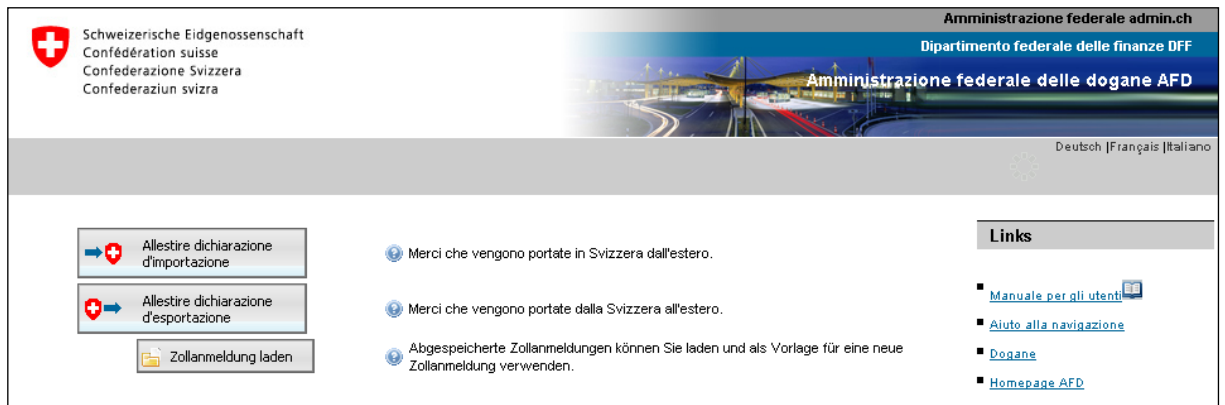 Schweizerische Eidgenossenschaft
Confédération suisse
Confederazione Svizzera
Confederaziun svizra
Amministrazione federale admin.ch
Dipartimento federale delle finanze DFF
Amministrazione federale delle dogane AFD
Deutsch |Français |Italiano
Allestire dichiarazione
d'importazione
Merci che vengono portate in Svizzera dall'estero.
Allestire dichiarazione
d'esportazione
Merci che vengono portate dalla Svizzera all'estero.
Zollanmeldung laden
Abgespeicherte Zollanmeldungen können Sie laden und als Vorlage für eine neue
Zollanmeldung verwenden.
Links
Manuale per gli utenti
Aiuto alla navigazione
Dogane
Homepage AFD